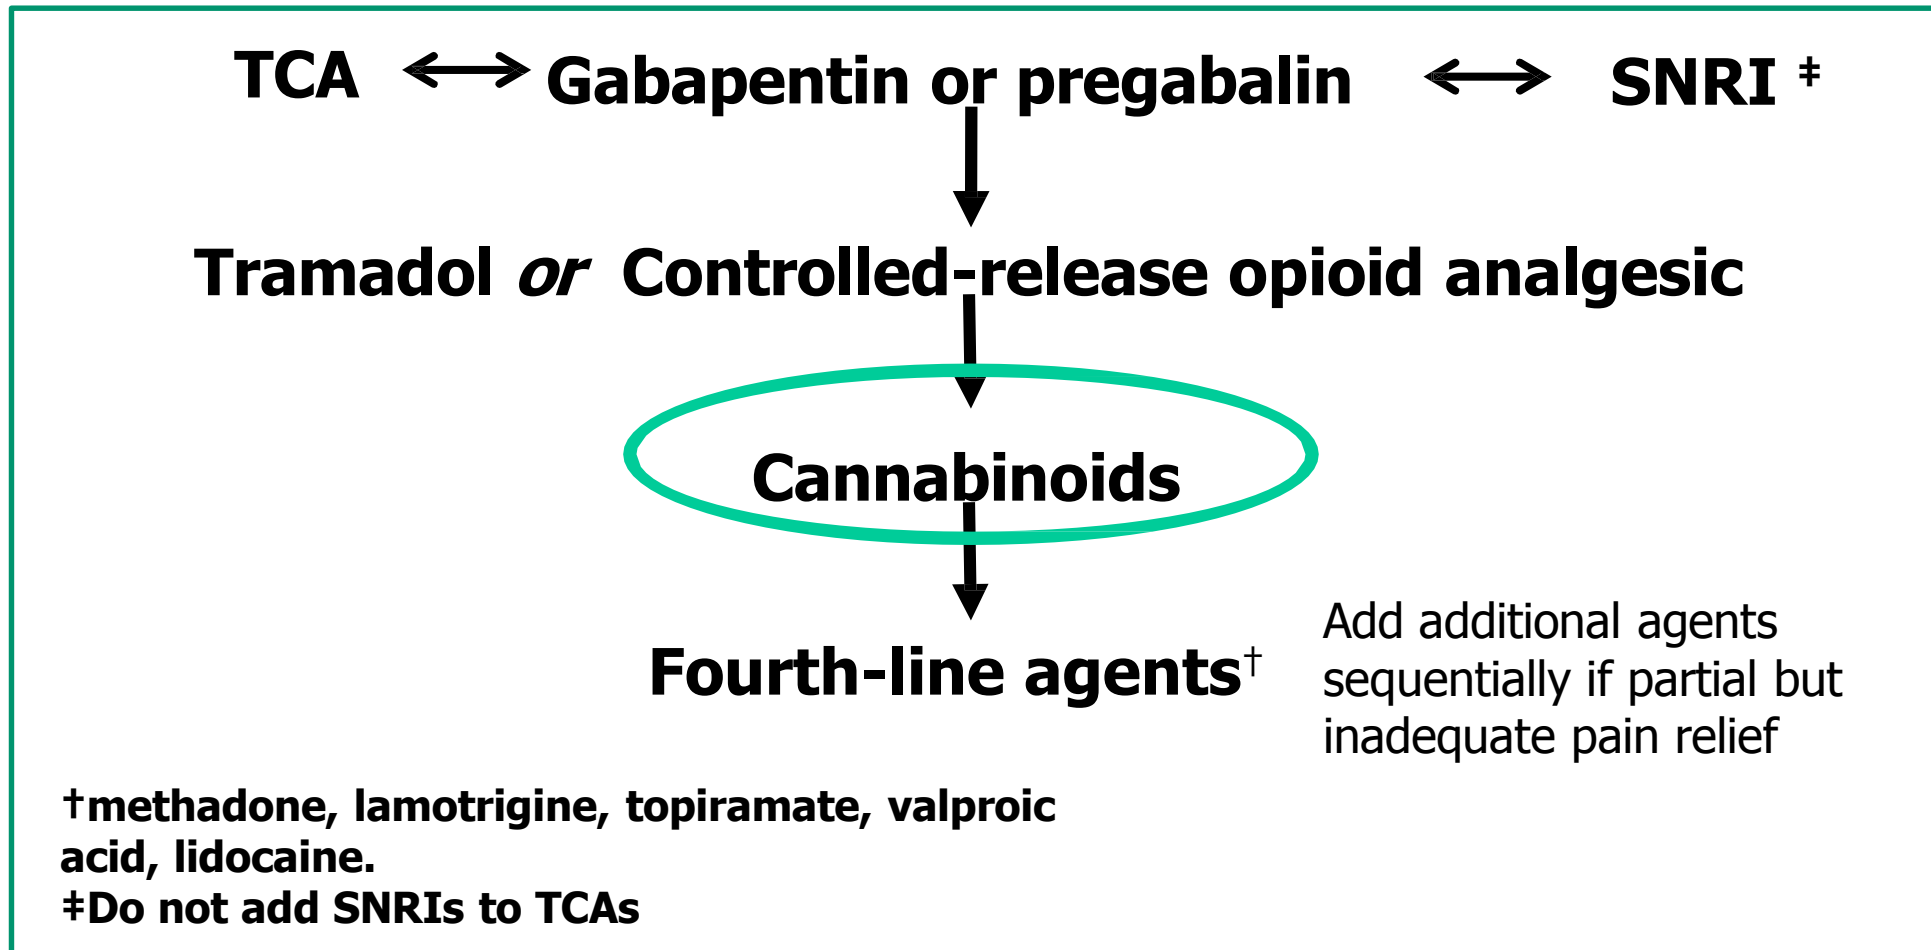 TCA Gabapentin or pregabalin SNRI ‡
Tramadol or Controlled-release opioid analgesic
Cannabinoids
Fourth-line agents†
Add additional agents
sequentially if partial but
inadequate pain relief
†methadone, lamotrigine, topiramate, valproic
acid, lidocaine.
‡Do not add SNRIs to TCAs